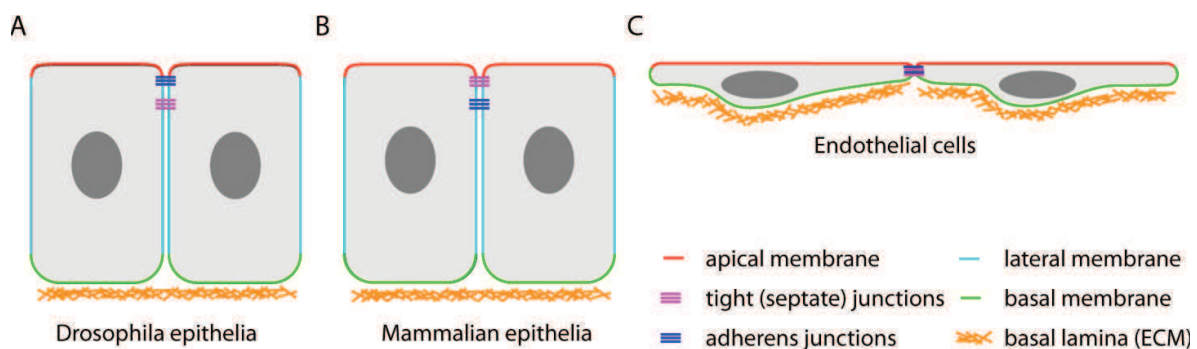 A
B
C
Drosophila epithelia
Mammalian epithelia
Endothelial cells
apical membrane
lateral membrane
tight (septate) junctions
basal membrane
adherens junctions
basal lamina (ECM)